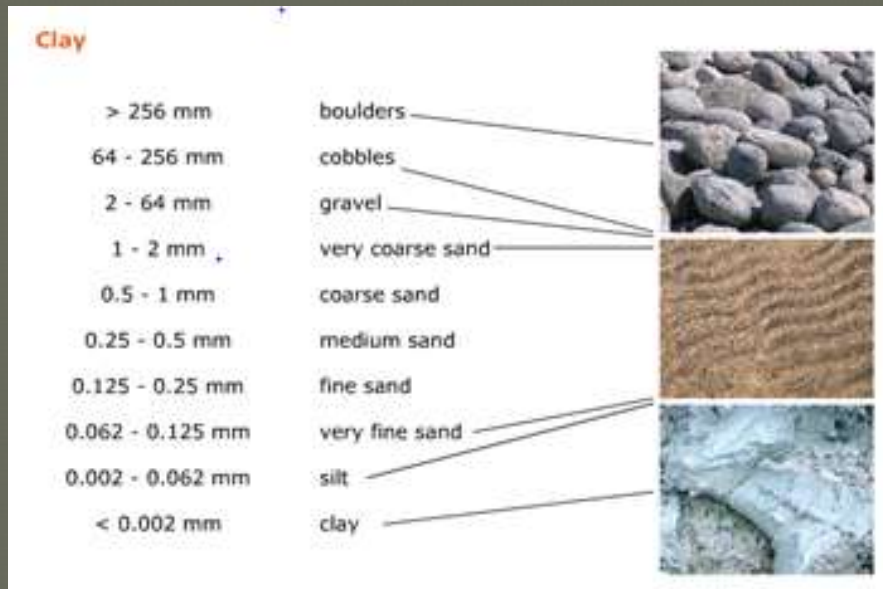 Clay
> 256 mm boulders
64 - 256 mm cobbles
2 - 64 mm gravel
1 - 2 mm very coarse sand
0.5 - 1 mm coarse sand
0.25 - 0.5 mm medium sand
0.125 - 0.25 mm fine sand
0.062 - 0.125 mm very fine sand
0.002 - 0.062 mm silt
< 0.002 mm clay